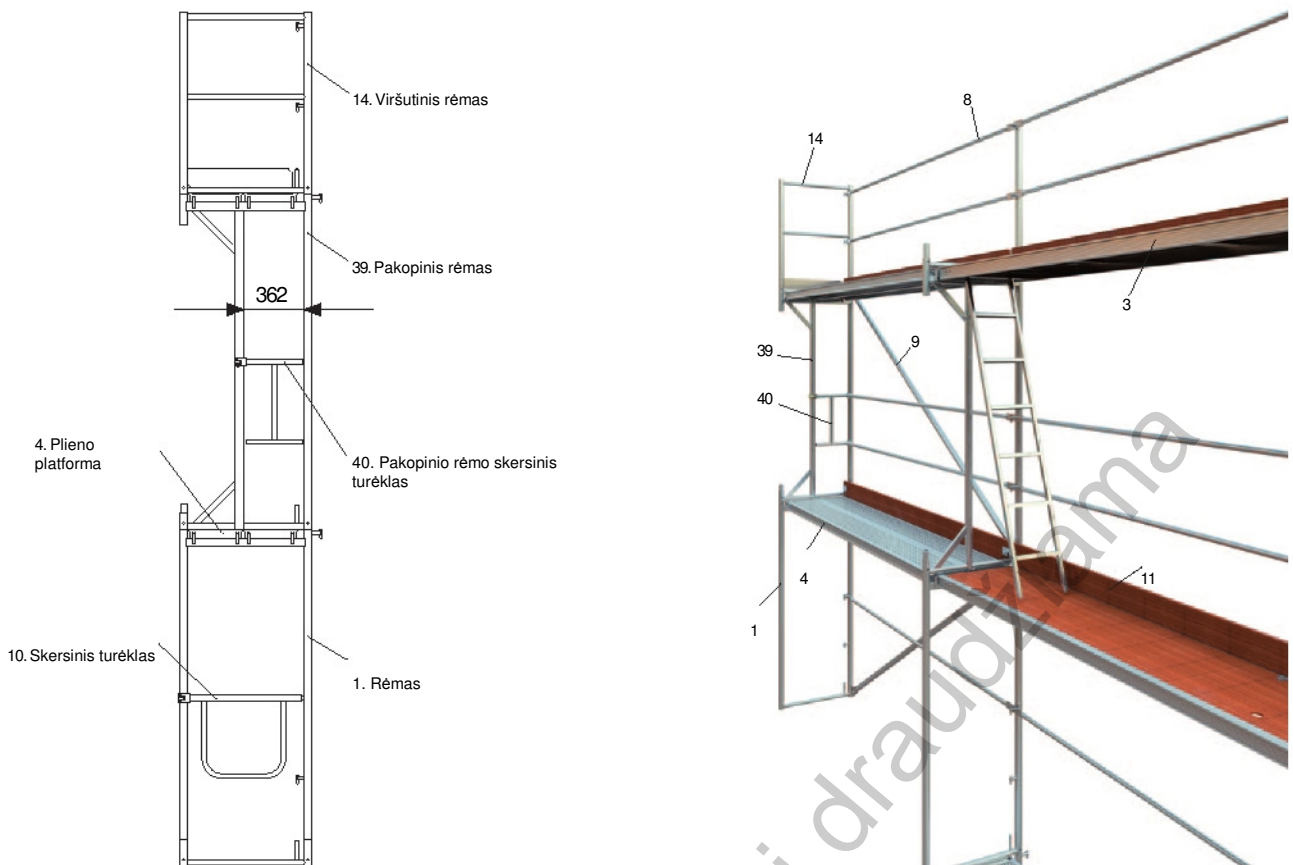 14. Viršutinis rėmas
39. Pakopinis rėmas
362
4. Plieno
platforma
40. Pakopinio rėmo skersinis
turėklas
10. Skersinis turėklas
1. Rėmas
8
14
3
39
9
40
4
11
1
i draudžiama